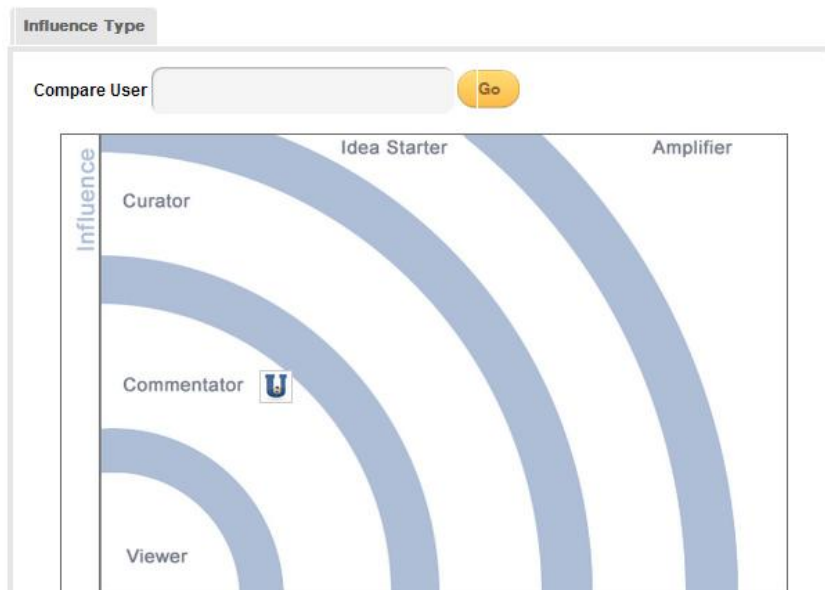 Influence Type
Compare User
Go
Influence
Idea Starter
Amplifier
Curator
Commentator
U
Viewer